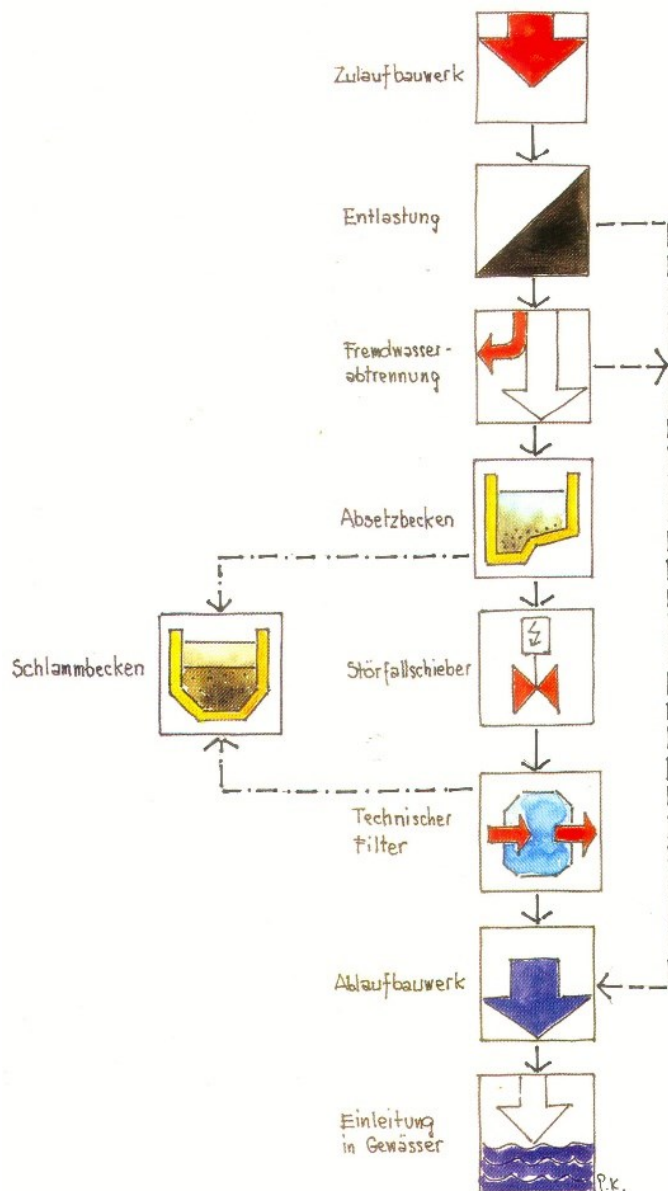 Zulaufbauwerk
Entlastung
Fremdwasser-
abtrennung
Absetzbecken
Schlammbecken
Störfallschieber
Technischer
Filter
Ablaufbauwerk
Einleitung
in Gewässer
P.K.